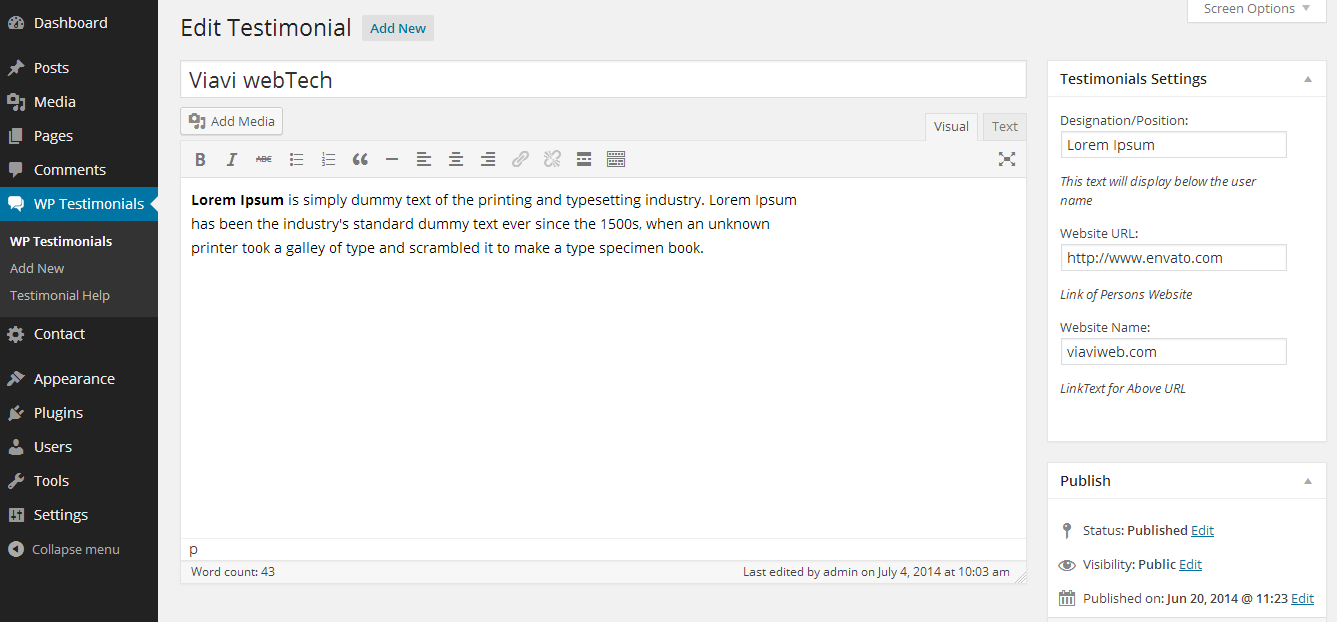 Dashboard
Posts
Media
Pages
Comments
WP Testimonials
WP Testimonials
Add New
Testimonial Help
Contact
Appearance
Plugins
Users
Tools
Settings
Collapse menu
Screen Options
Edit Testimonial Add New
Viavi webTech
Add Media
Visual Text
B I ABC
Lorem Ipsum is simply dummy text of the printing and typesetting industry. Lorem Ipsum
has been the industry's standard dummy text ever since the 1500s, when an unknown
printer took a galley of type and scrambled it to make a type specimen book.
p
Word count: 43 Last edited by admin on July 4, 2014 at 10:03 am
Testimonials Settings
Designation/Position:
Lorem Ipsum
This text will display below the user
name
Website URL:
http://www.envato.com
Link of Persons Website
Website Name:
viaviweb.com
LinkText for Above URL
Publish
Status: Published Edit
Visibility: Public Edit
Published on: Jun 20, 2014 @ 11:23 Edit